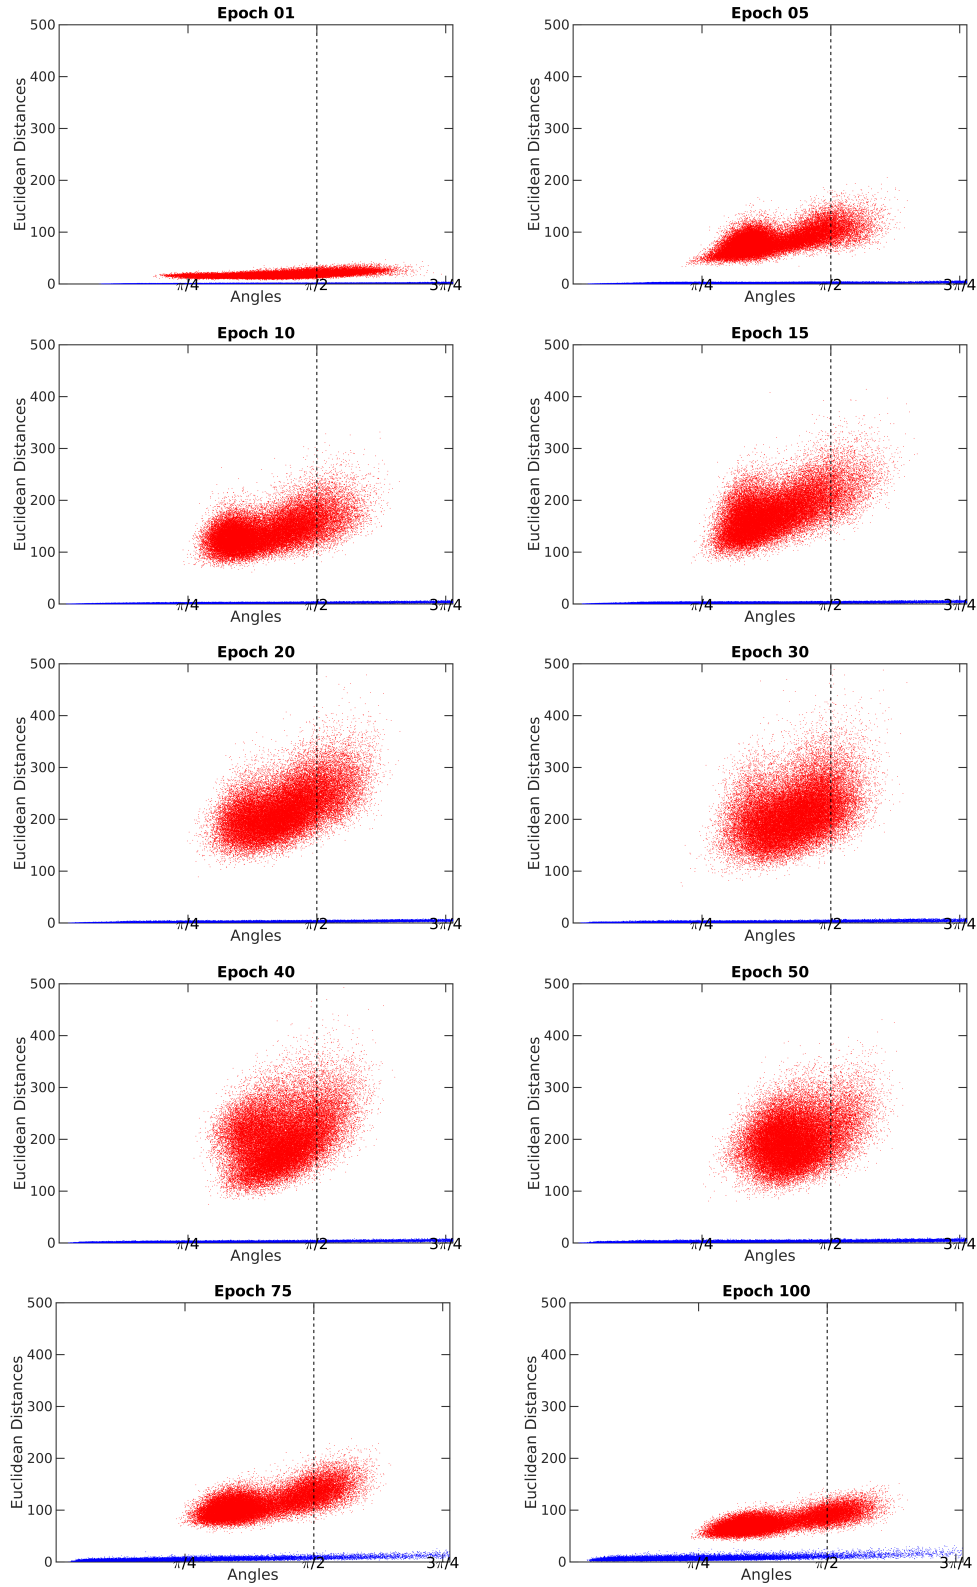 Epoch 01
500
400
300
200
100
0
Euclidean Distances
π/4
π/2
3π/4
Angles
Epoch 05
500
400
300
200
100
0
Euclidean Distances
π/4
π/2
3π/4
Angles
Epoch 10
500
400
300
200
100
0
Euclidean Distances
π/4
π/2
3π/4
Angles
Epoch 15
500
400
300
200
100
0
Euclidean Distances
π/4
π/2
3π/4
Angles
Epoch 20
500
400
300
200
100
0
Euclidean Distances
π/4
π/2
3π/4
Angles
Epoch 30
500
400
300
200
100
0
Euclidean Distances
π/4
π/2
3π/4
Angles
Epoch 40
500
400
300
200
100
0
Euclidean Distances
π/4
π/2
3π/4
Angles
Epoch 50
500
400
300
200
100
0
Euclidean Distances
π/4
π/2
3π/4
Angles
Epoch 75
500
400
300
200
100
0
Euclidean Distances
π/4
π/2
3π/4
Angles
Epoch 100
500
400
300
200
100
0
Euclidean Distances
π/4
π/2
3π/4
Angles